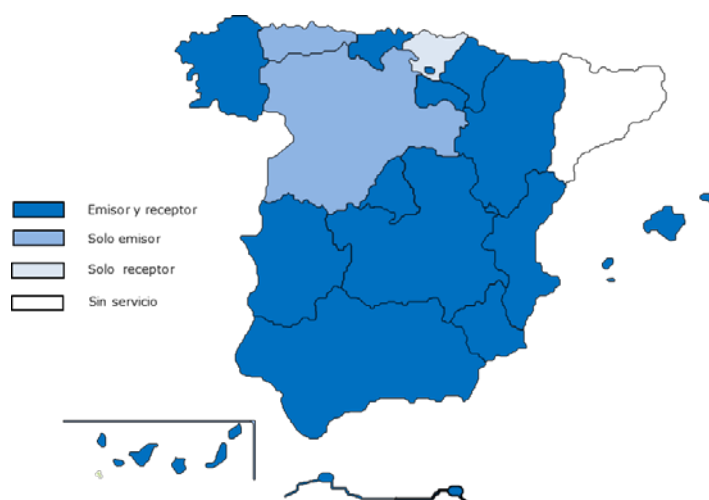 Emisor y receptor
Solo emisor
Solo receptor
Sin servicio